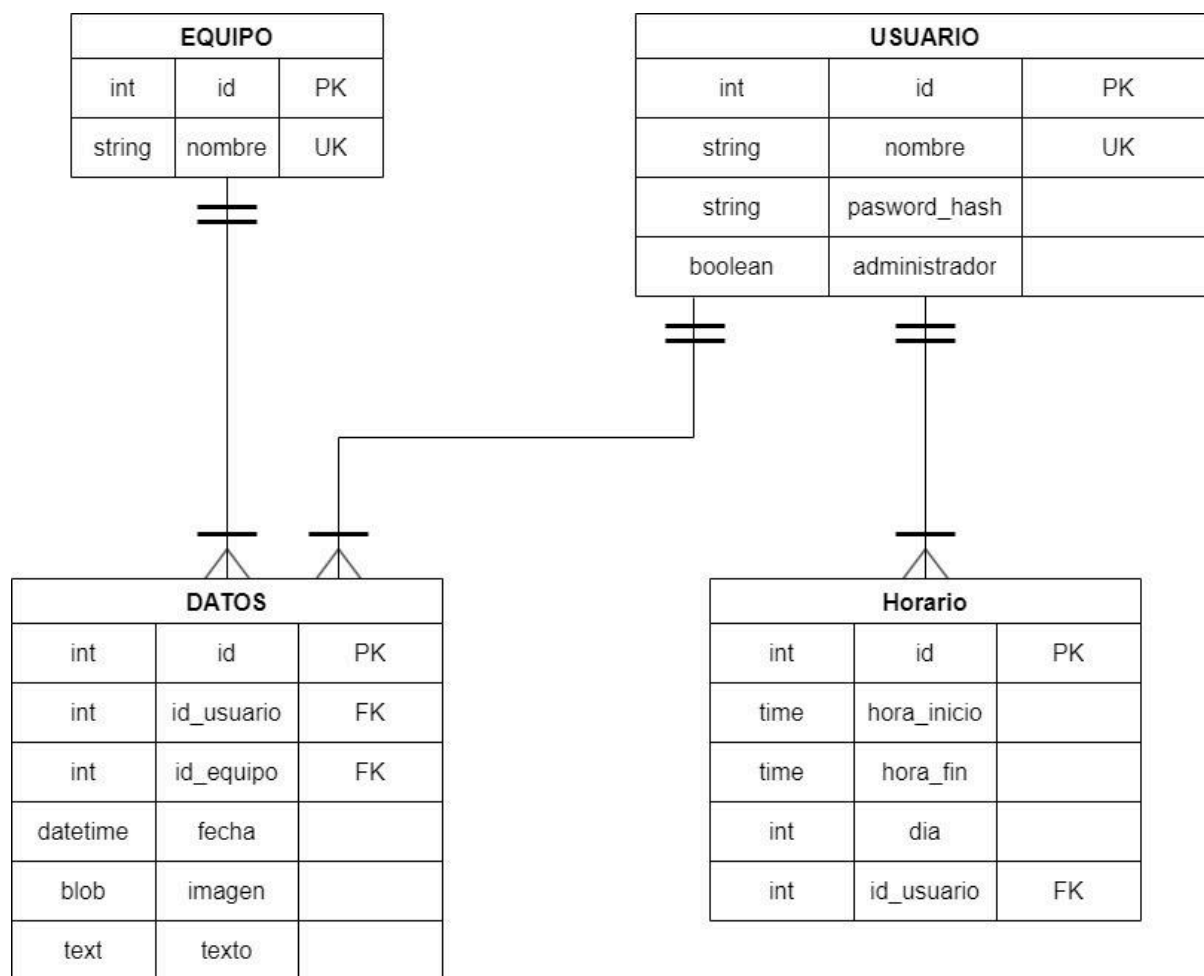 EQUIPO
int id PK
string nombre UK
USUARIO
int id PK
string nombre UK
string pasword_hash
boolean administrador
DATOS
int id PK
int id_usuario FK
int id_equipo FK
datetime fecha
blob imagen
text texto
Horario
int id PK
time hora_inicio
time hora_fin
int dia
int id_usuario FK